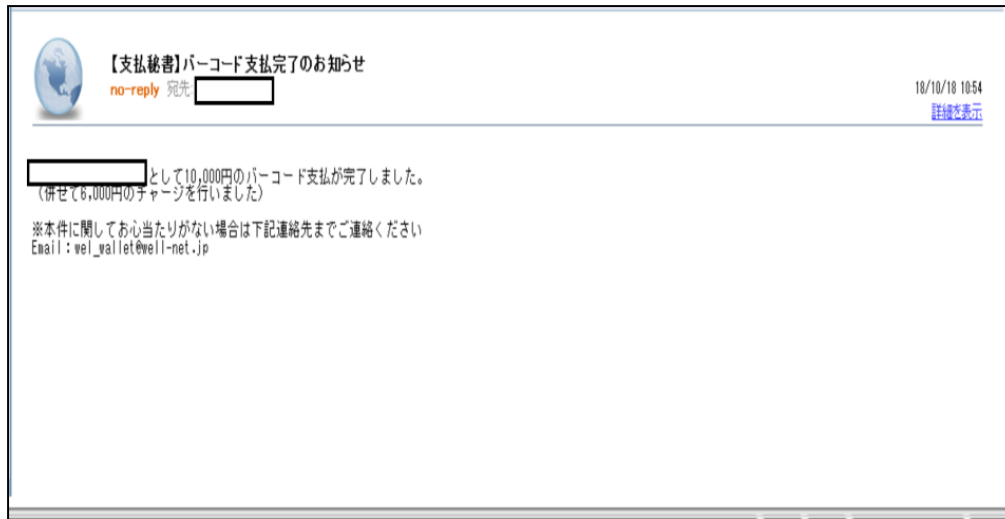 【支払秘書】バーコード支払完了のお知らせ
no-reply 宛先:
18/10/18 10:54
詳細を表示
として10,000円のバーコード支払が完了しました。
(併せて6,000円のチャージを行いました)
※本件に関してお心当たりがない場合は下記連絡先までご連絡ください
Email:wel_wallet@well-net.jp